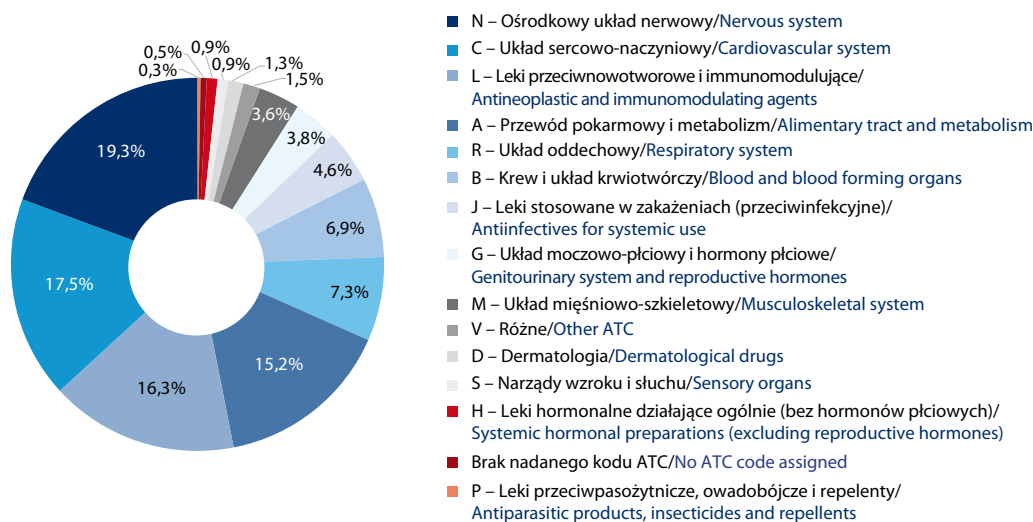 0,5%
0,9%
0,3%
0,9%
1,3%
1,5%
3,6%
3,8%
4,6%
6,9%
7,3%
15,2%
16,3%
17,5%
19,3%
N – Ośrodkowy układ nerwowy/Nervous system
C – Układ sercowo-naczyniowy/Cardiovascular system
L – Leki przeciwnowotworowe i immunomodulujące/
Antineoplastic and immunomodulating agents
A – Przewód pokarmowy i metabolizm/Alimentary tract and metabolism
R – Układ oddechowy/Respiratory system
B – Krew i układ krwiotwórczy/Blood and blood forming organs
J – Leki stosowane w zakażeniach (przeciwinfekcyjne)/
Antiinfectives for systemic use
G – Układ moczowo-płciowy i hormony płciowe/
Genitourinary system and reproductive hormones
M – Układ mięśniowo-szkieletowy/Musculoskeletal system
V – Różne/Other ATC
D – Dermatologia/Dermatological drugs
S – Narządy wzroku i słuchu/Sensory organs
H – Leki hormonalne działające ogólnie (bez hormonów płciowych)/
Systemic hormonal preparations (excluding reproductive hormones)
Brak nadanego kodu ATC/No ATC code assigned
P – Leki przeciwpasożytnicze, owadobójcze i repelenty/
Antiparasitic products, insecticides and repellents